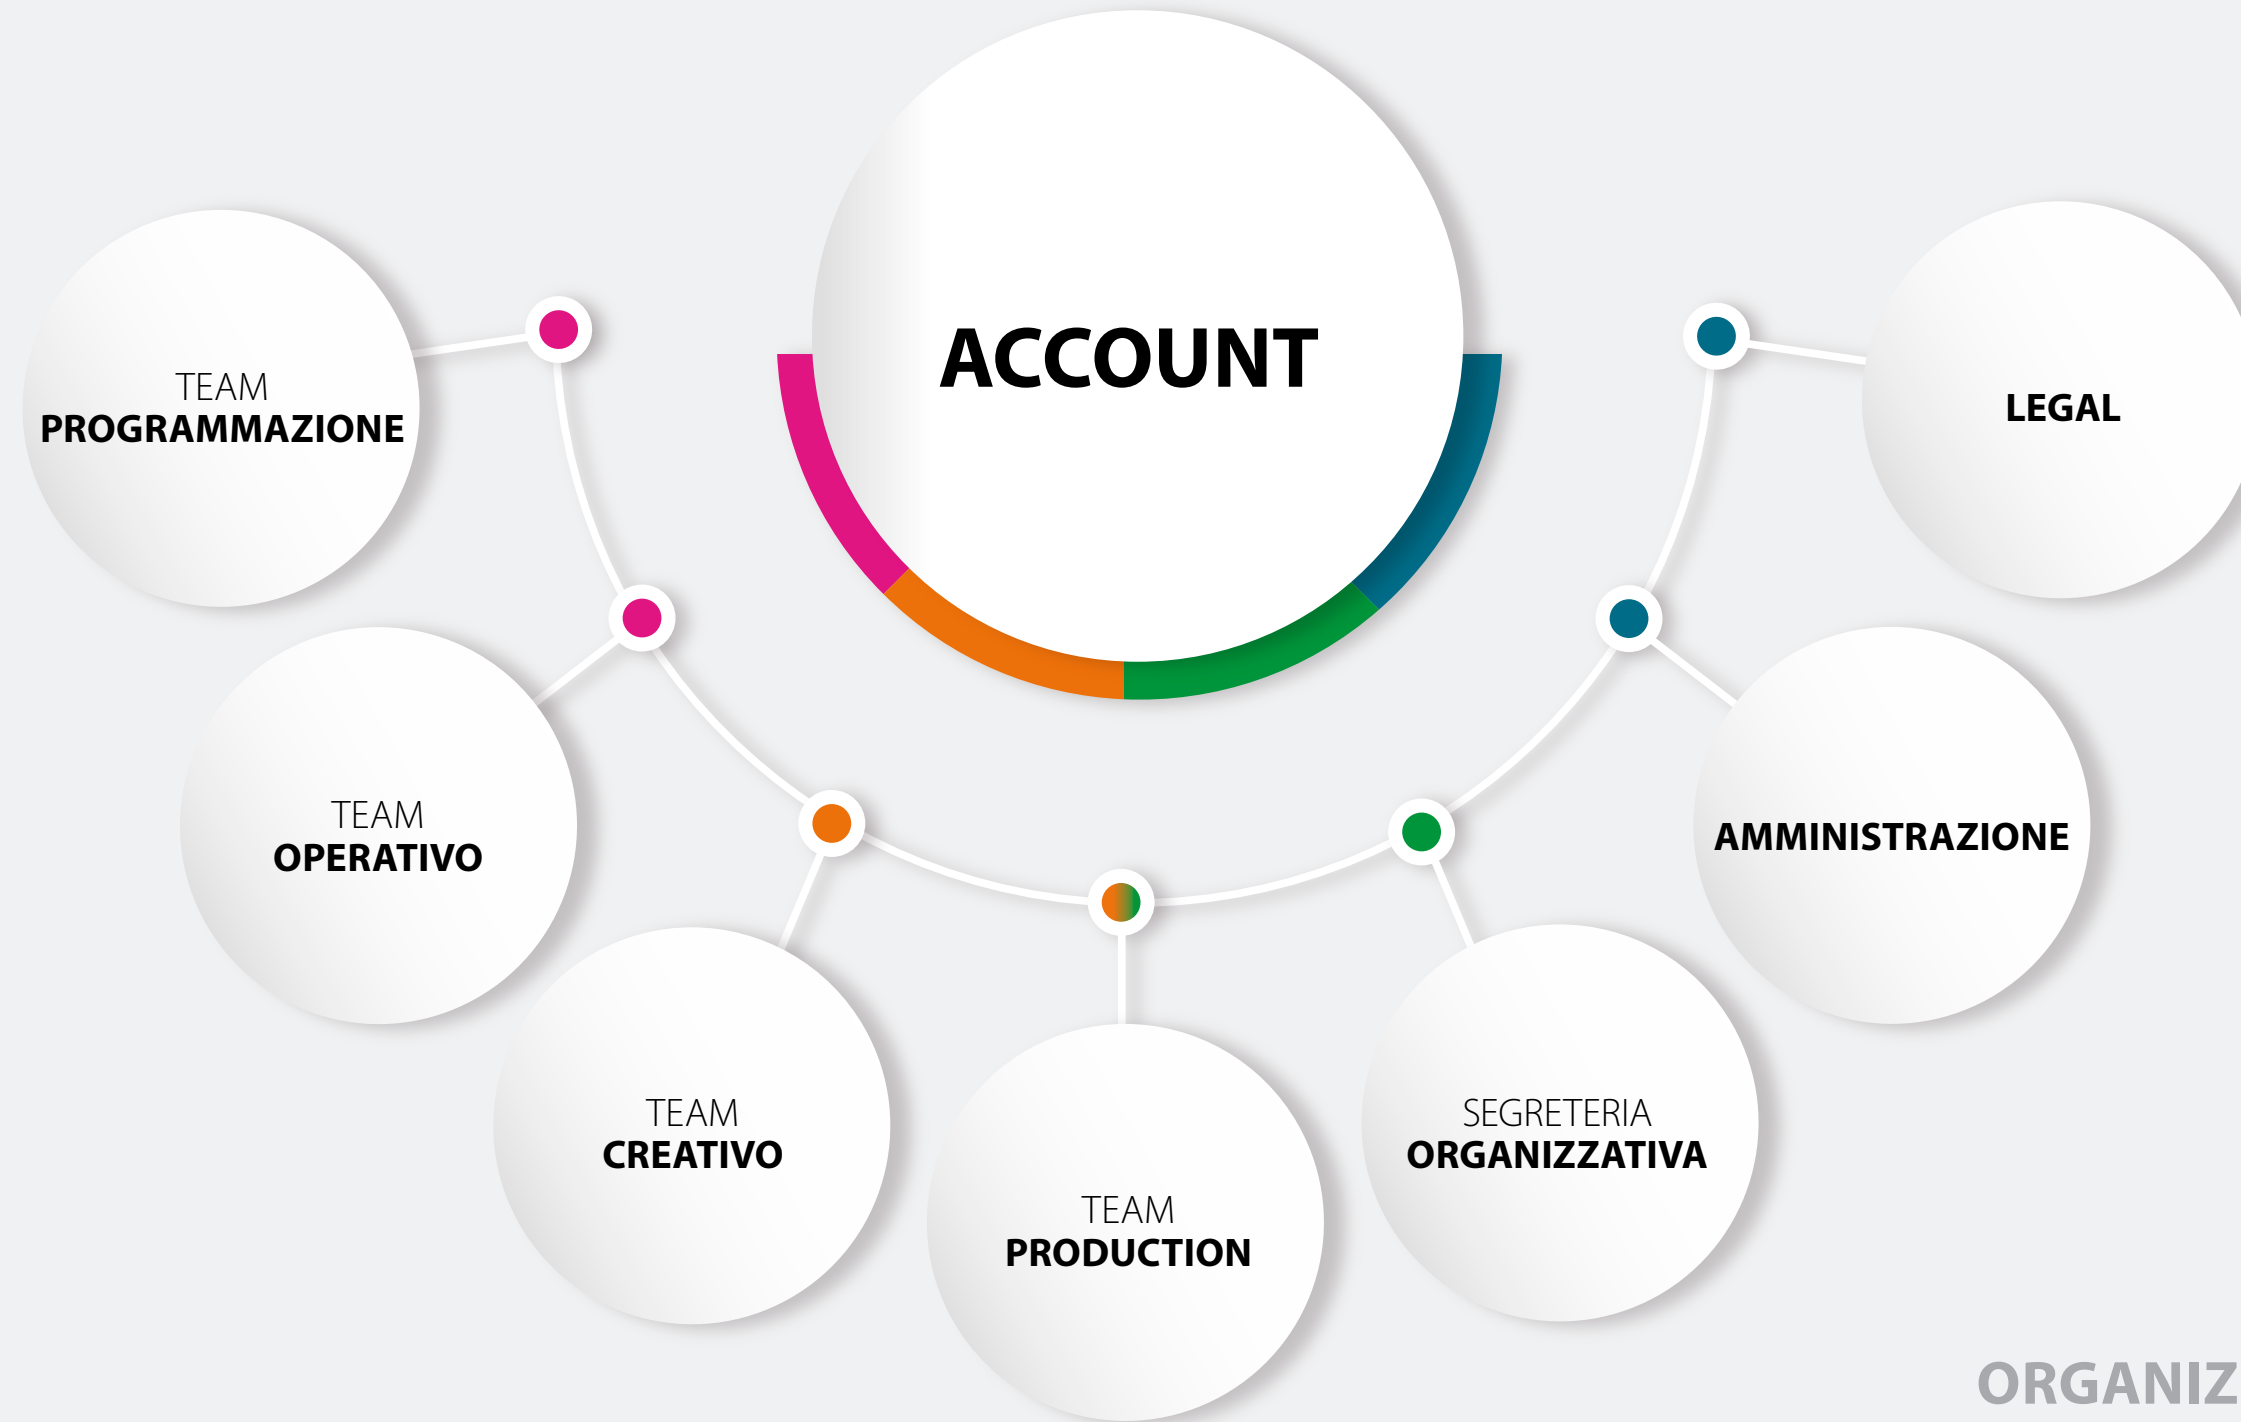 ACCOUNT
TEAM
PROGRAMMAZIONE
LEGAL
TEAM
OPERATIVO
AMMINISTRAZIONE
TEAM
CREATIVO
SEGRETERIA
ORGANIZZATIVA
TEAM
PRODUCTION
ORGANIZ